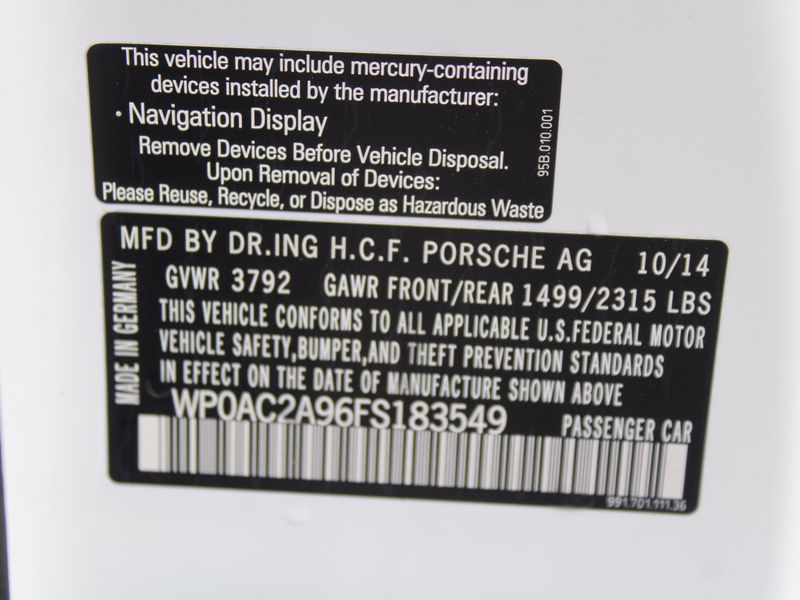 This vehicle may include mercury-containing
devices installed by the manufacturer:
· Navigation Display
Remove Devices Before Vehicle Disposal.
Upon Removal of Devices:
Please Reuse, Recycle, or Dispose as Hazardous Waste
95B.010.001
MFD BY DR.ING H.C.F. PORSCHE AG 10/14
GVWR 3792 GAWR FRONT/REAR 1499/2315 LBS
THIS VEHICLE CONFORMS TO ALL APPLICABLE U.S.FEDERAL MOTOR
VEHICLE SAFETY,BUMPER,AND THEFT PREVENTION STANDARDS
IN EFFECT ON THE DATE OF MANUFACTURE SHOWN ABOVE
WP0AC2A96FS183549 PASSENGER CAR
MADE IN GERMANY
991.701.111.36